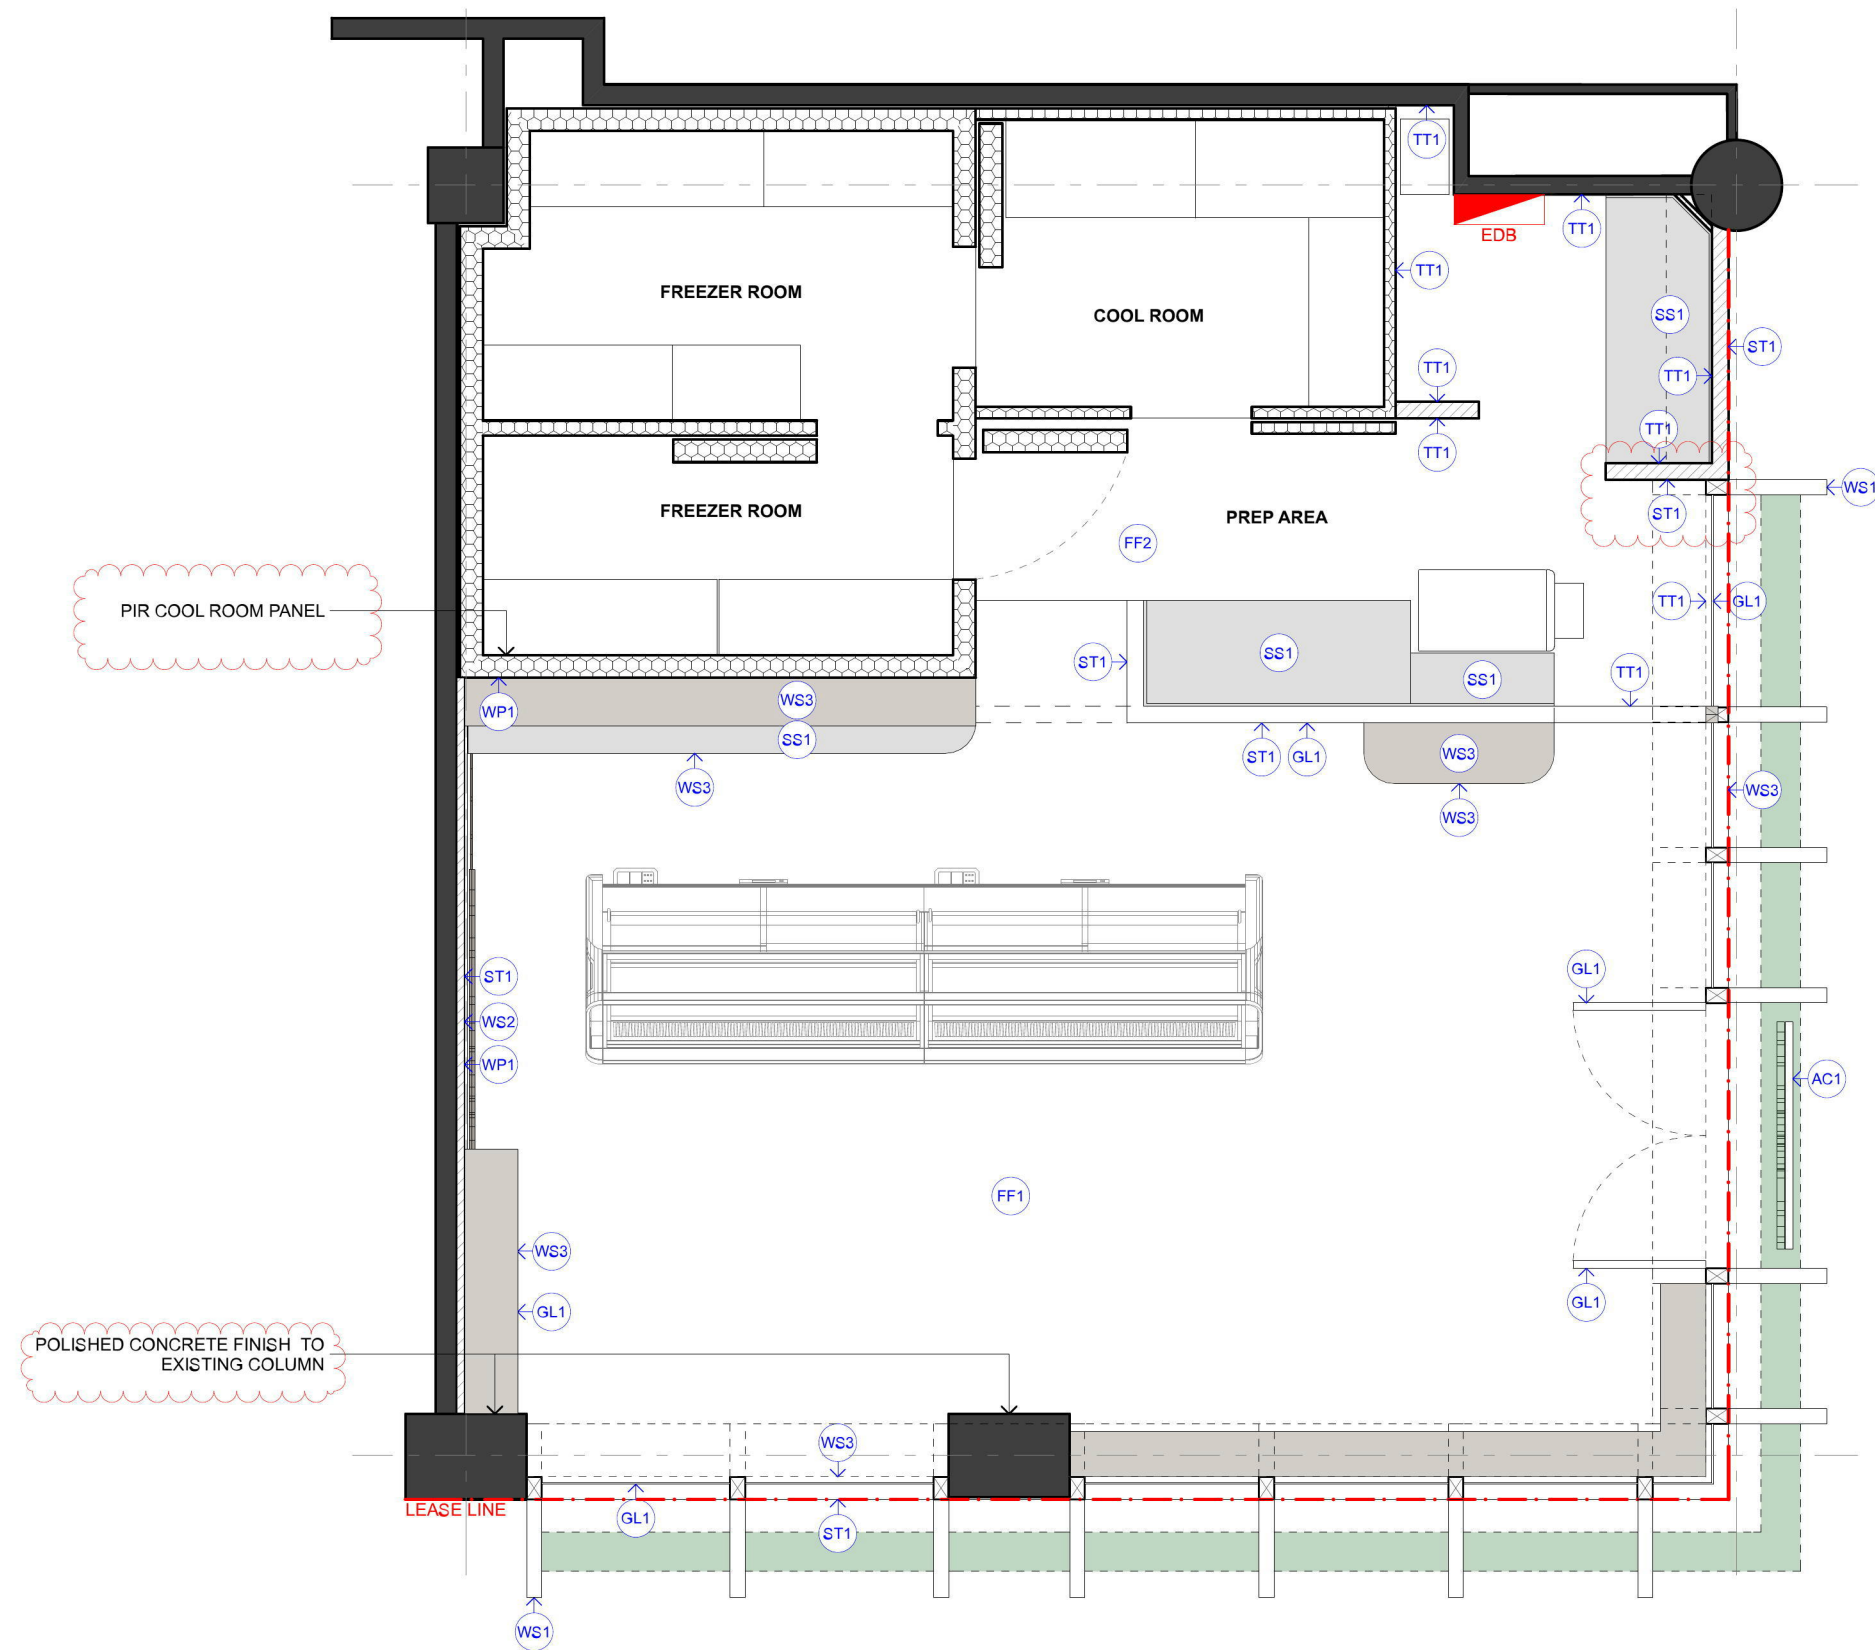 TT1
TT1
EDB
TT1
FREEZER ROOM
COOL ROOM
SS1
ST1
TT1
TT1
TT1
TT1
WS1
FREEZER ROOM
PREP AREA
ST1
FF2
TT1
GL1
PIR COOL ROOM PANEL
ST1
SS1
SS1
TT1
WP1
WS3
SS1
ST1
GL1
WS3
WS3
WS3
WS3
GL1
ST1
WS2
WP1
AC1
FF1
WS3
GL1
GL1
POLISHED CONCRETE FINISH TO
EXISTING COLUMN
WS3
LEASE LINE
GL1
ST1
WS1